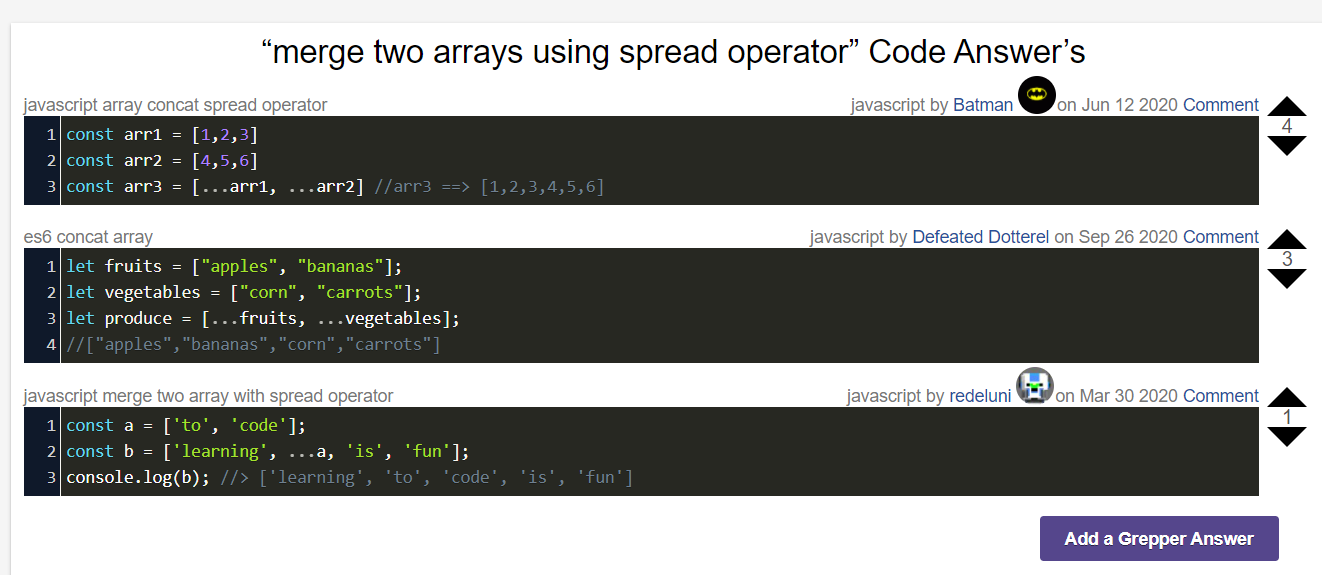 “merge two arrays using spread operator” Code Answer’s
javascript array concat spread operator javascript by Batman on Jun 12 2020 Comment
4
1 const arr1 = [1,2,3]
2 const arr2 = [4,5,6]
3 const arr3 = [...arr1, ...arr2] //arr3 ==> [1,2,3,4,5,6]
es6 concat array javascript by Defeated Dotterel on Sep 26 2020 Comment
3
1 let fruits = ["apples", "bananas"];
2 let vegetables = ["corn", "carrots"];
3 let produce = [...fruits, ...vegetables];
4 //["apples","bananas","corn","carrots"]
javascript merge two array with spread operator javascript by redeluni on Mar 30 2020 Comment
1
1 const a = ['to', 'code'];
2 const b = ['learning', ...a, 'is', 'fun'];
3 console.log(b); //> ['learning', 'to', 'code', 'is', 'fun']
Add a Grepper Answer